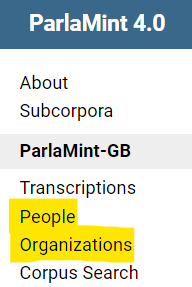 ParlaMint 4.0
About
Subcorpora
ParlaMint-GB
Transcriptions
People
Organizations
Corpus Search